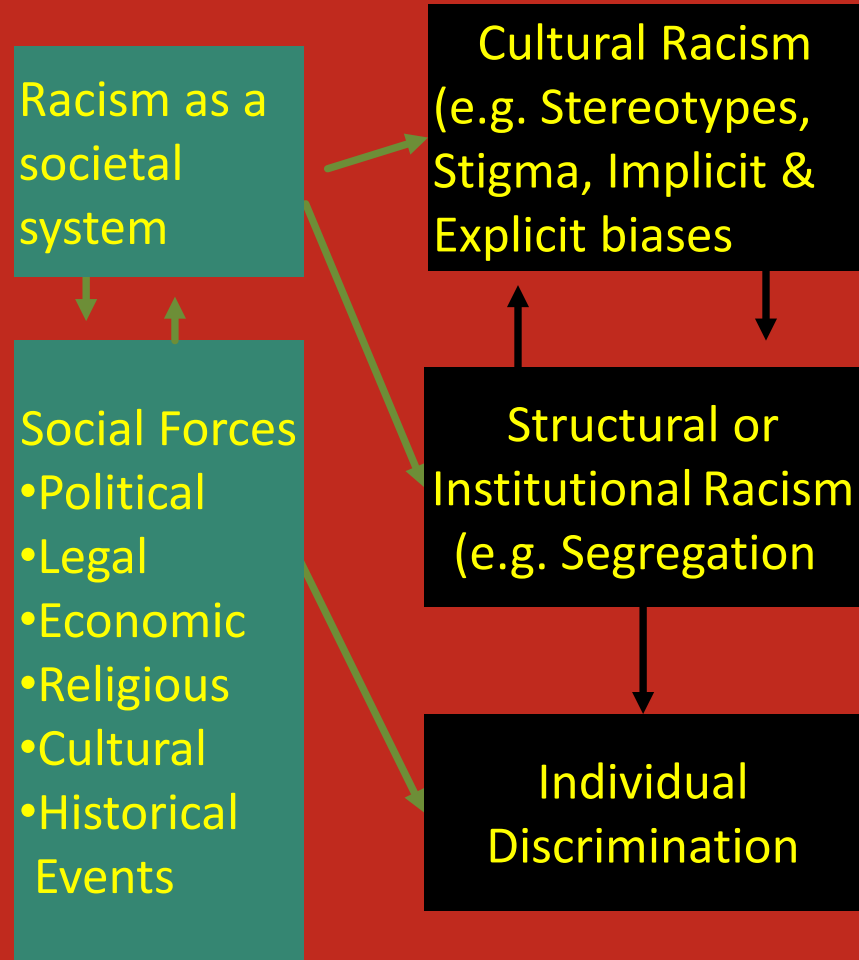 Racism as a
societal
system
Social Forces
•Political
•Legal
•Economic
•Religious
•Cultural
•Historical
Events
Cultural Racism
(e.g. Stereotypes,
Stigma, Implicit &
Explicit biases
Structural or
Institutional Racism
(e.g. Segregation
Individual
Discrimination